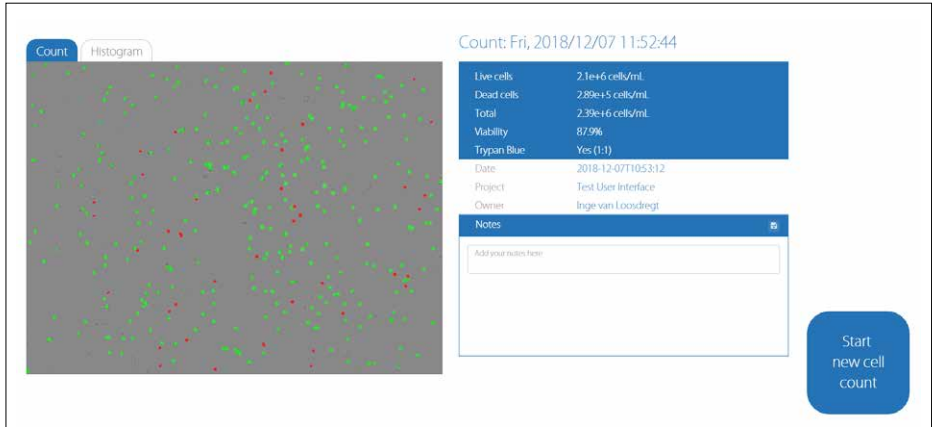 Count Histogram
Count: Fri, 2018/12/07 11:52:44
Live cells 2.1e+6 cells/mL
Dead cells 2.89e+5 cells/mL
Total 2.39e+6 cells/mL
Viability 87.9%
Trypan Blue Yes (1:1)
Date 2018-12-07T10:53:12
Project Test User Interface
Owner Inge van Loosdregt
Notes
Add your notes here
Start
new cell
count